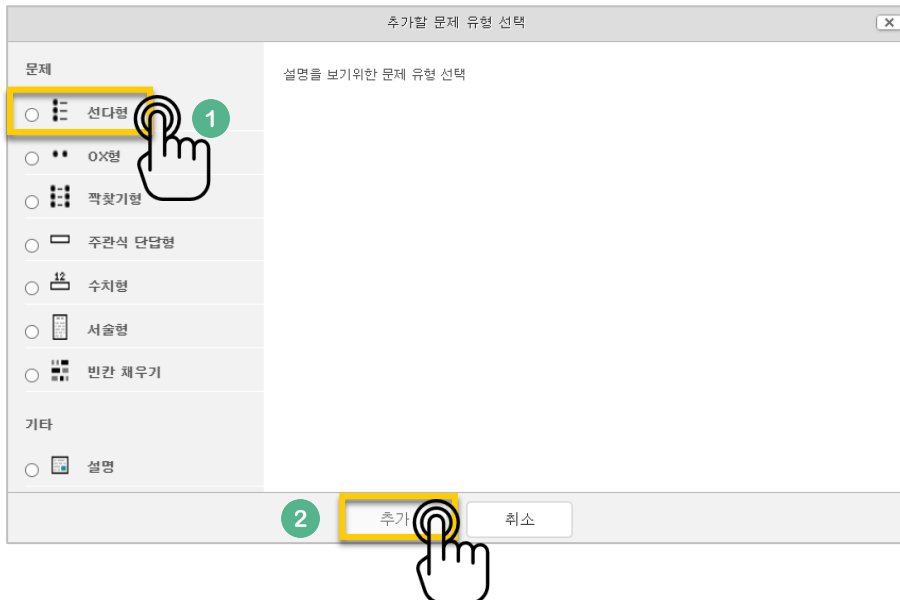 추가할 문제 유형 선택
문제
설명을 보기위한 문제 유형 선택
선다형
1
OX형
짝찾기형
주관식 단답형
12
수치형
서술형
빈칸 채우기
기타
설명
2
추가
취소